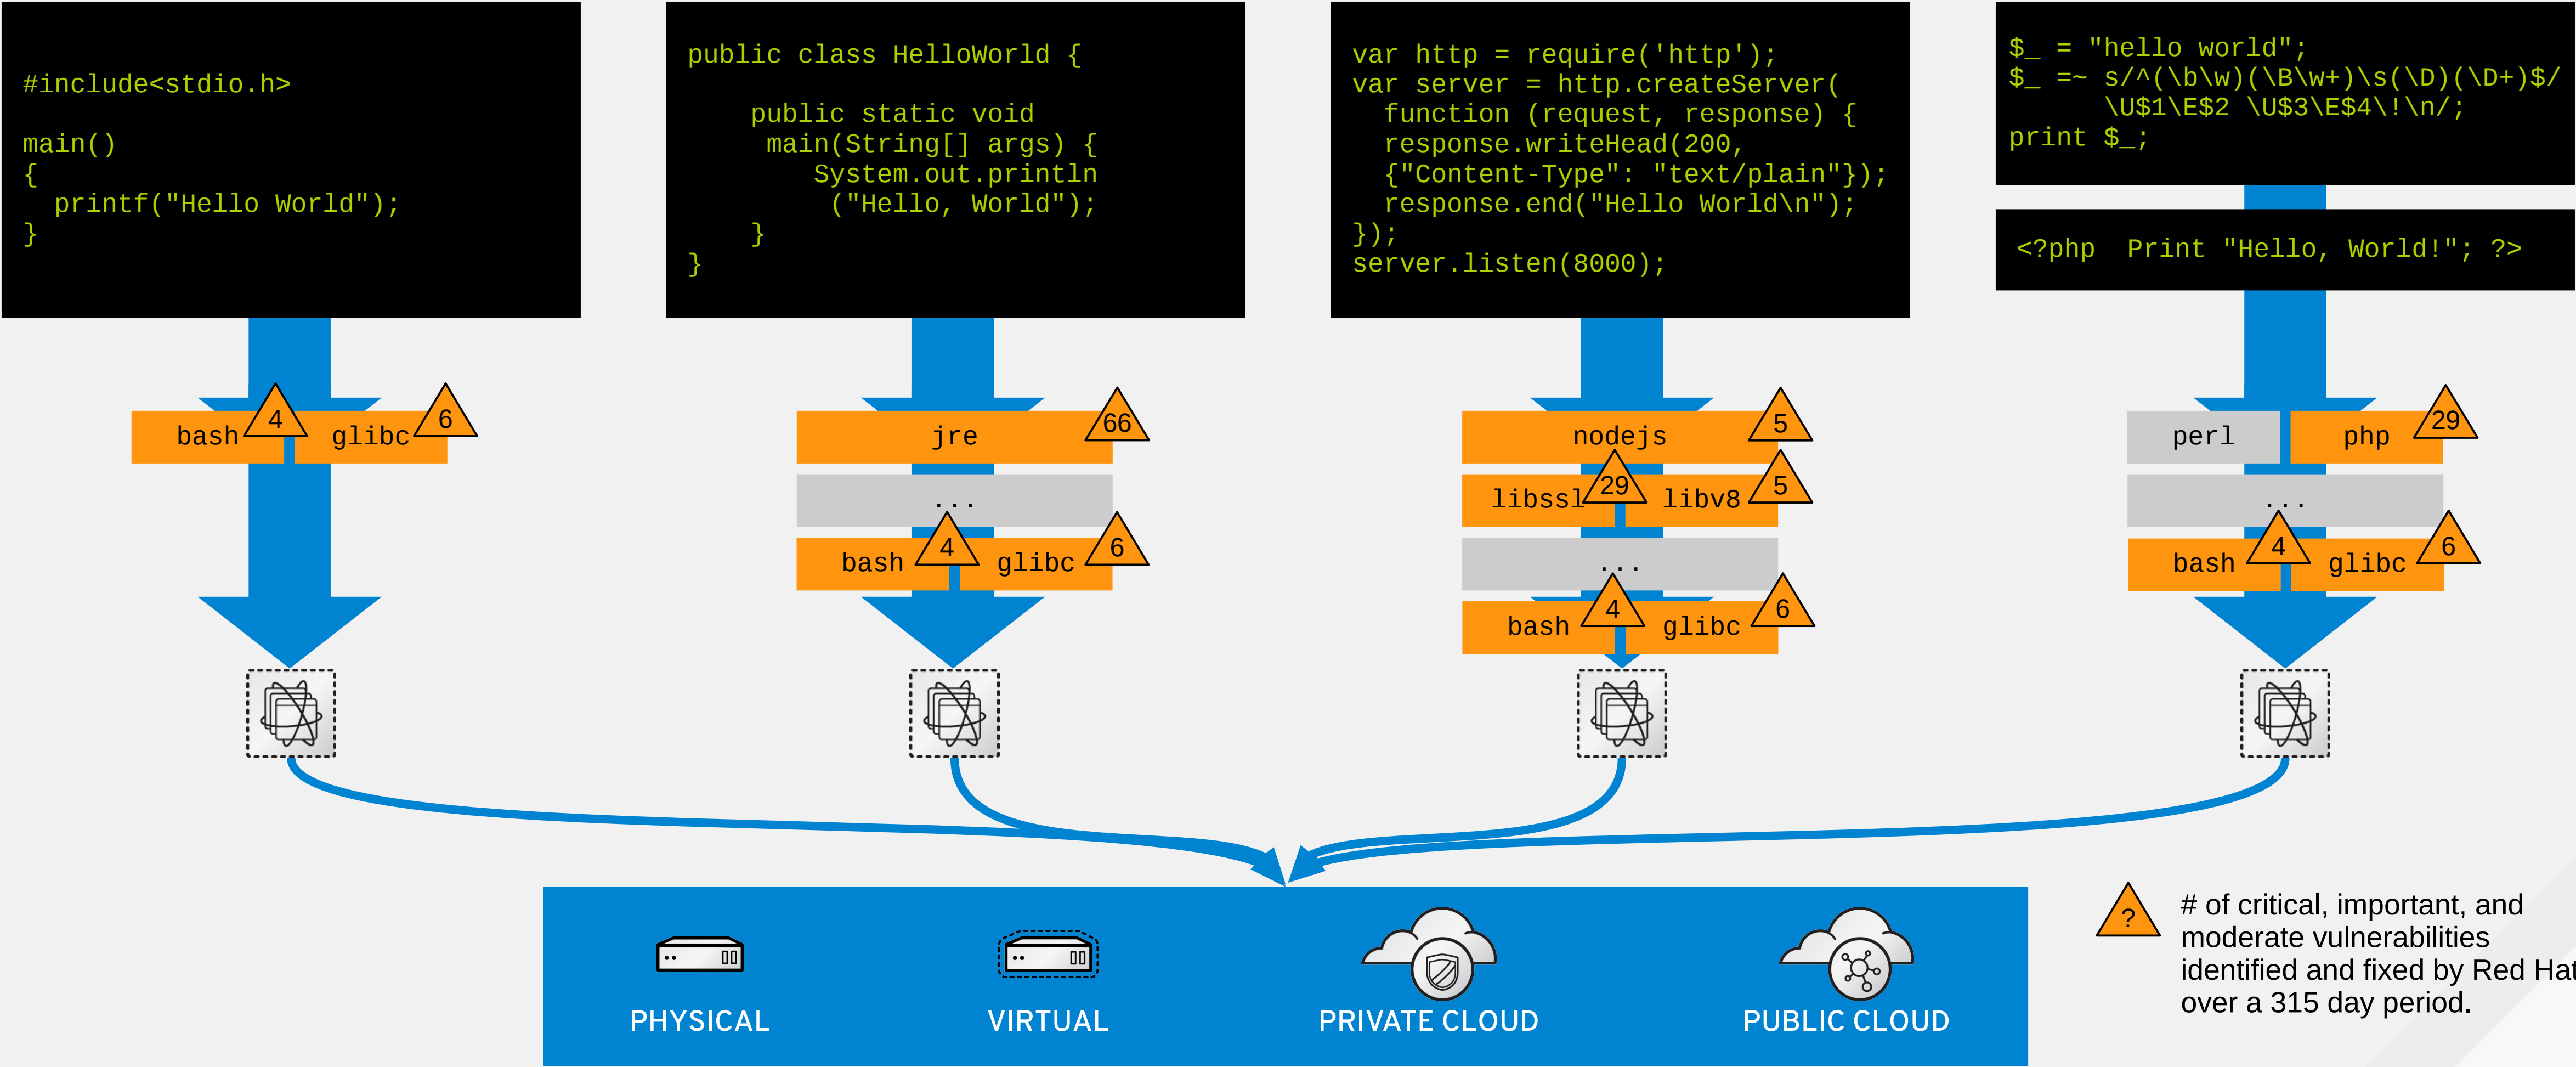 #include<stdio.h>
main()
{
  printf("Hello World");
}
public class HelloWorld {
    public static void
     main(String[] args) {
        System.out.println
         ("Hello, World");
    }
}
var http = require('http');
var server = http.createServer(
  function (request, response) {
  response.writeHead(200,
  {"Content-Type": "text/plain"});
  response.end("Hello World\n");
});
server.listen(8000);
$_ = "hello world";
$_ =~ s/^(\b\w)(\B\w+)\s(\D)(\D+)$/
      \U$1\E$2 \U$3\E$4\!\n/;
print $_;
<?php  Print "Hello, World!"; ?>
bash 4 glibc 6
jre 66
...
bash 4 glibc 6
nodejs 5
libssl 29 libv8 5
...
bash 4 glibc 6
perl php 29
...
bash 4 glibc 6
PHYSICAL
VIRTUAL
PRIVATE CLOUD
PUBLIC CLOUD
?
# of critical, important, and
moderate vulnerabilities
identified and fixed by Red Hat
over a 315 day period.